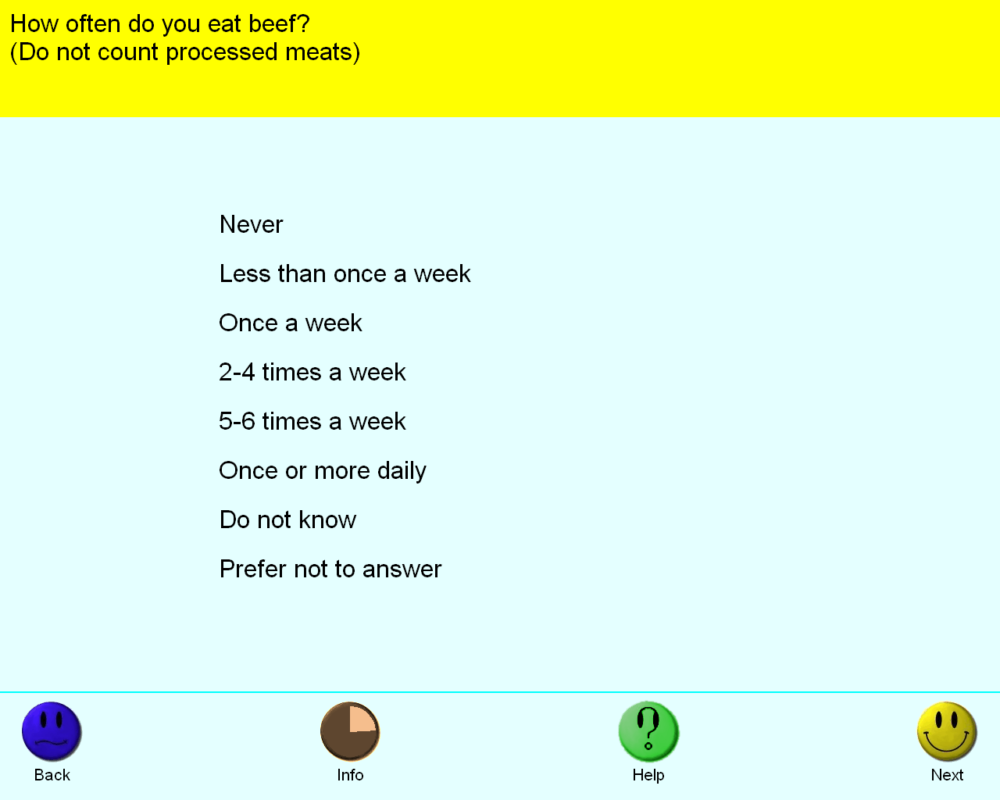 How often do you eat beef?
(Do not count processed meats)
Never
Less than once a week
Once a week
2-4 times a week
5-6 times a week
Once or more daily
Do not know
Prefer not to answer
Back
Info
Help
Next